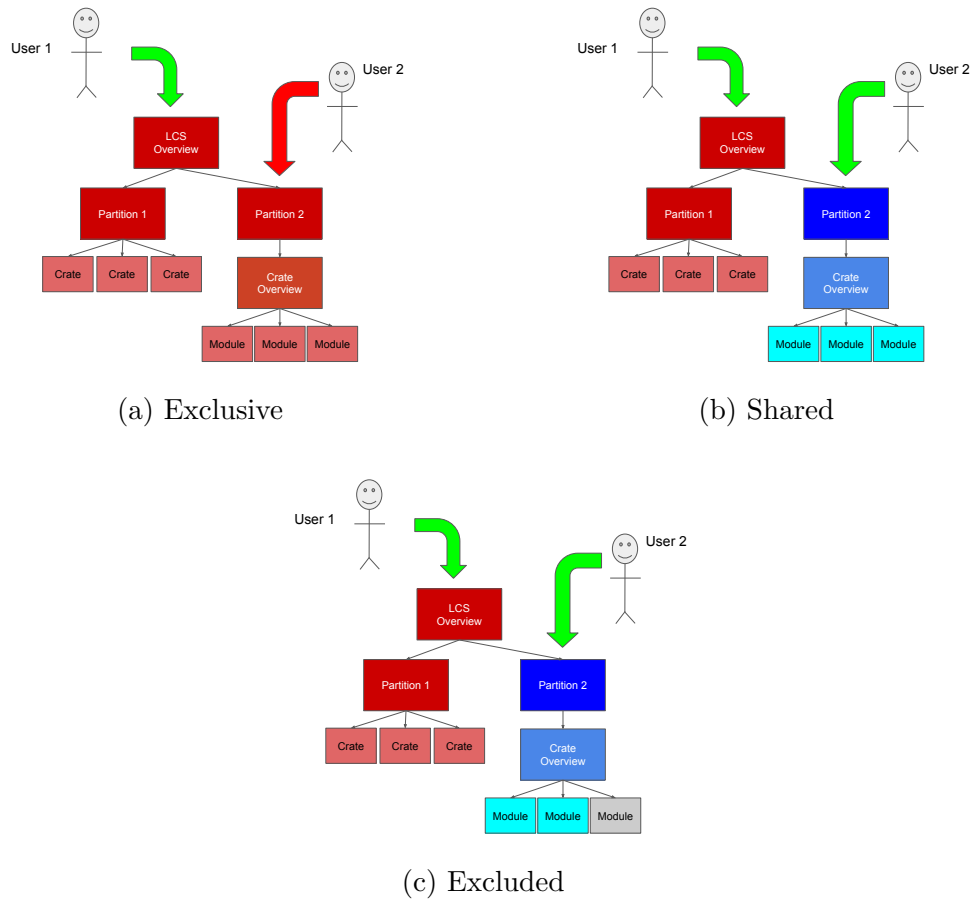 User 1
User 2
LCS
Overview
Partition 1
Partition 2
Crate
Crate
Crate
Crate
Overview
Module
Module
Module
(a) Exclusive
User 1
User 2
LCS
Overview
Partition 1
Partition 2
Crate
Crate
Crate
Crate
Overview
Module
Module
Module
(b) Shared
User 1
User 2
LCS
Overview
Partition 1
Partition 2
Crate
Crate
Crate
Crate
Overview
Module
Module
Module
(c) Excluded